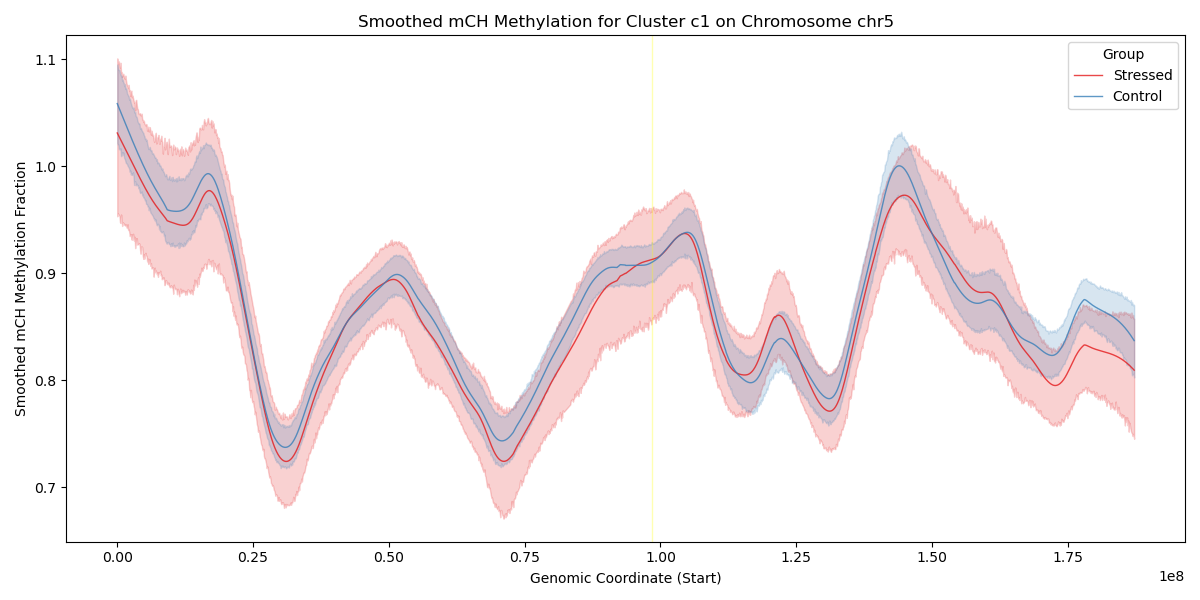 Smoothed mCH Methylation for Cluster c1 on Chromosome chr5
Group
Stressed
Control
Smoothed mCH Methylation Fraction
1.1
1.0
0.9
0.8
0.7
0.00 0.25 0.50 0.75 1.00 1.25 1.50 1.75
1e8
Genomic Coordinate (Start)